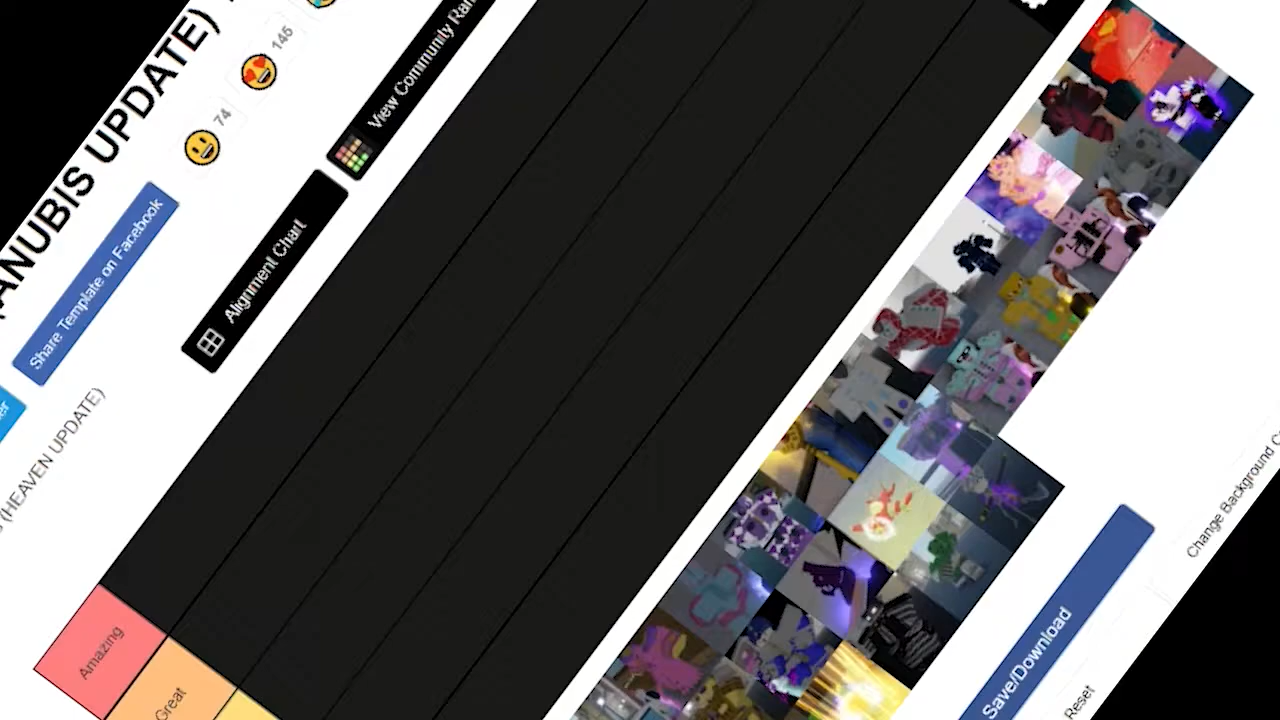 ANUBIS UPDATE)
74
145
Share Template on Facebook
View Community Ran
Alignment Chart
(HEAVEN UPDATE)
Amazing
Great
Save/Download
Reset
Change Background C